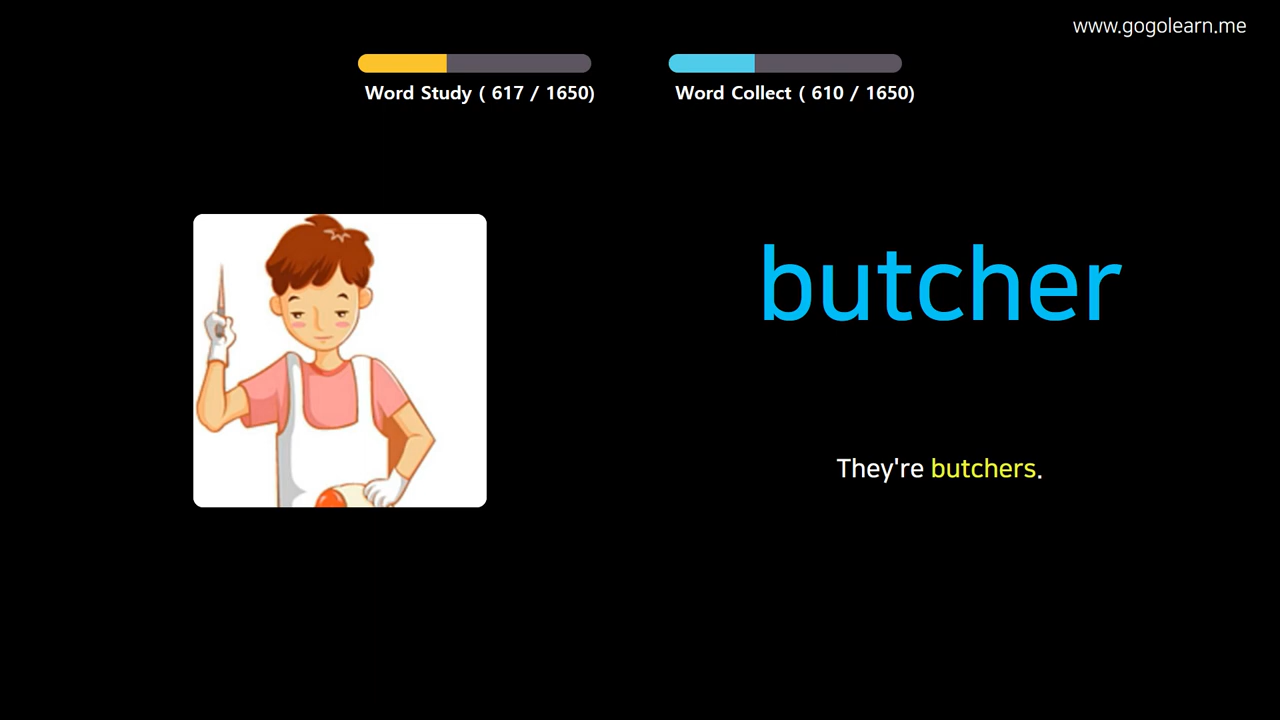 www.gogolearn.me
Word Study ( 617 / 1650)
Word Collect ( 610 / 1650)
butcher
They're butchers.